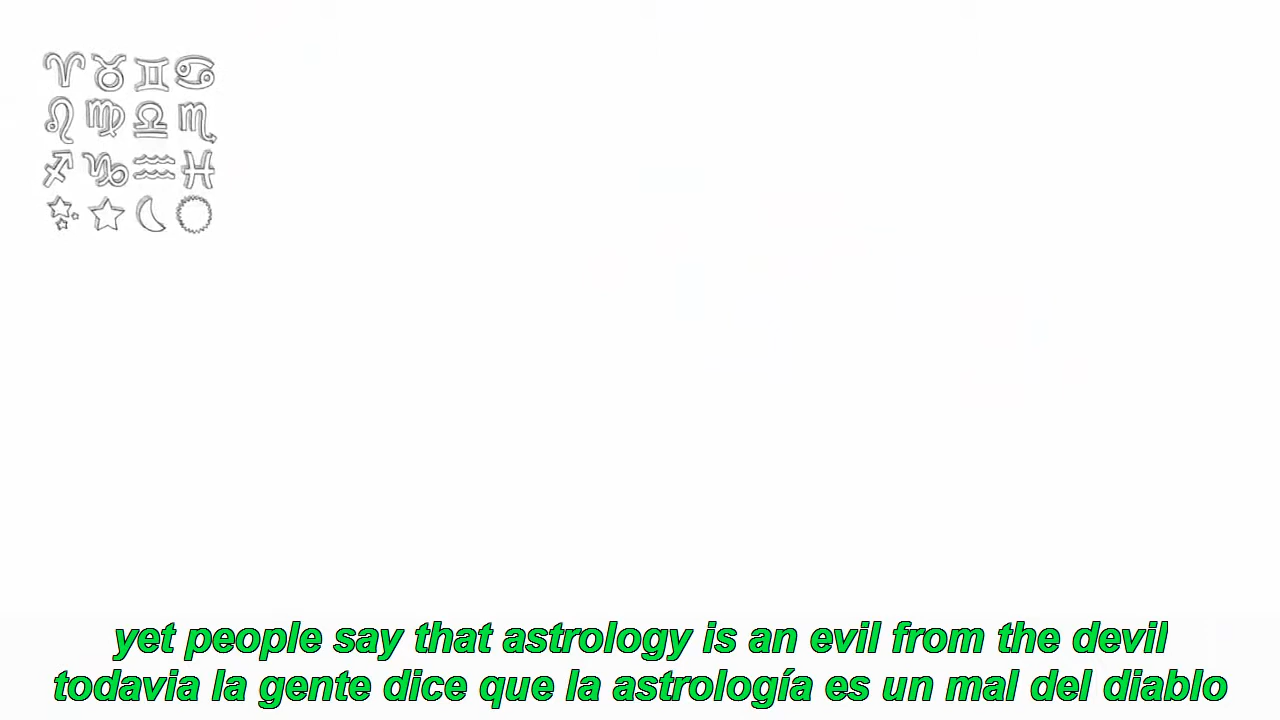 ♈♉♊♋
♌♍♎♏
♐♑♒♓
yet people say that astrology is an evil from the devil
todavia la gente dice que la astrología es un mal del diablo